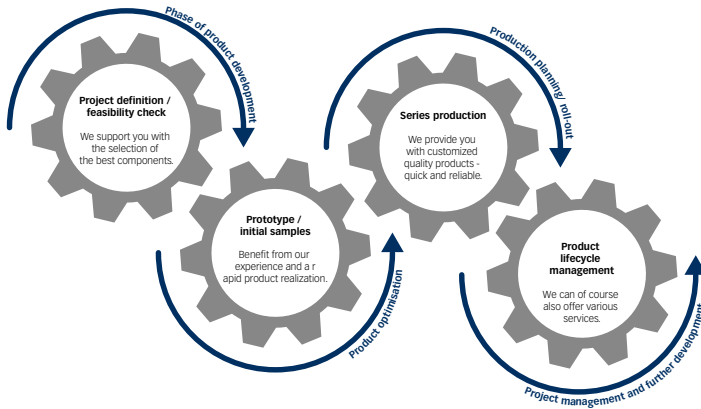 Phase of product development
Project definition /
feasibility check
We support you with
the selection of
the best components.
Prototype /
initial samples
Benefit from our
experience and a r
apid product realization.
Product optimisation
Production planning/ roll-out
Series production
We provide you
with customized
quality products -
quick and reliable.
Product
lifecycle
management
We can of course
also offer various
services.
Project management and further development